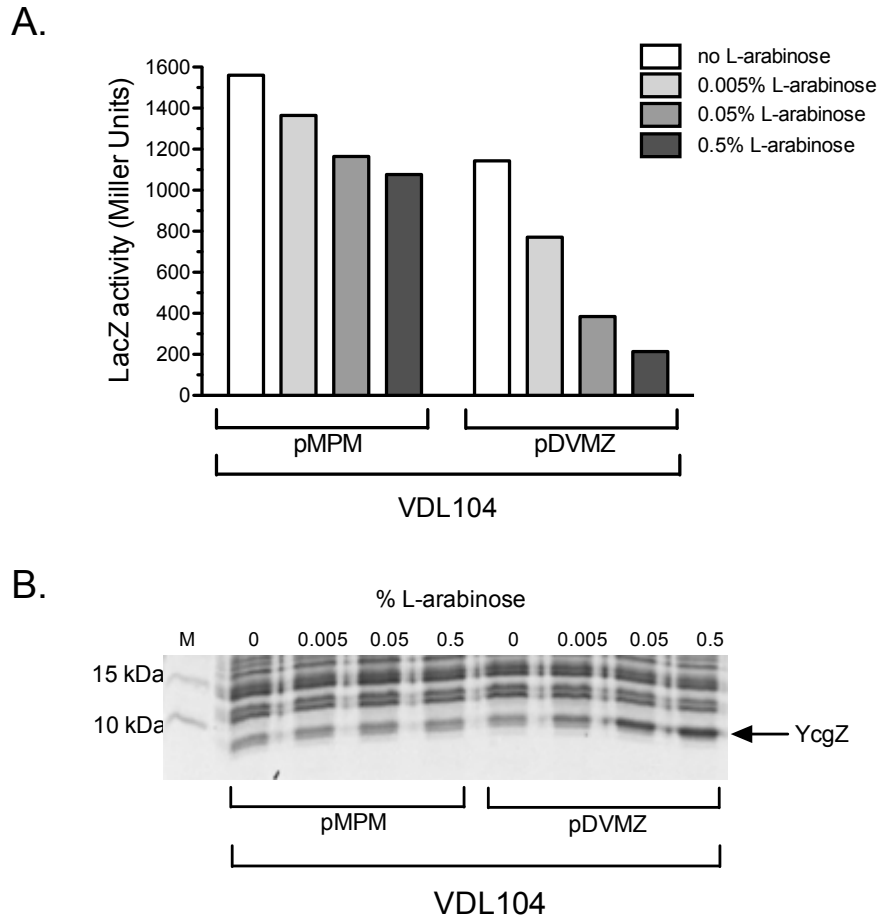 A.
no L-arabinose
0.005% L-arabinose
0.05% L-arabinose
0.5% L-arabinose
LacZ activity (Miller Units)
1600
1400
1200
1000
800
600
400
200
0
pMPM pDVMZ
VDL104
B.
% L-arabinose
M 0 0.005 0.05 0.5 0 0.005 0.05 0.5
15 kDa
10 kDa
YcgZ
pMPM pDVMZ
VDL104